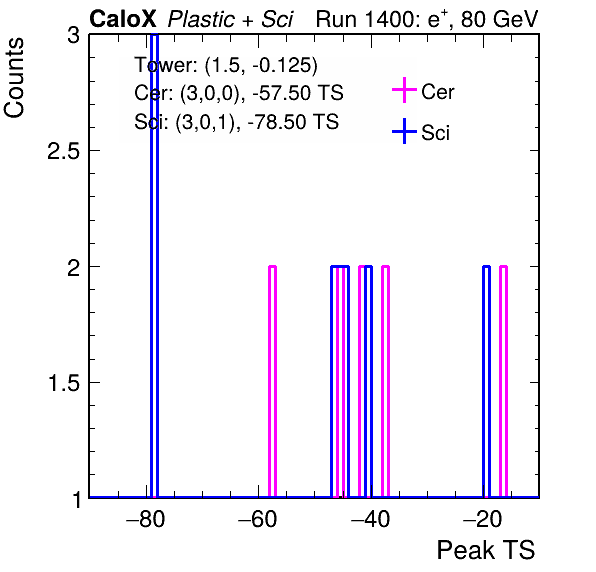 CaloX Plastic + Sci Run 1400: e+, 80 GeV
Counts
3
2.5
2
1.5
1
Tower: (1.5, -0.125)
Cer: (3,0,0), -57.50 TS
Sci: (3,0,1), -78.50 TS
Cer
Sci
−80 −60 −40 −20
Peak TS